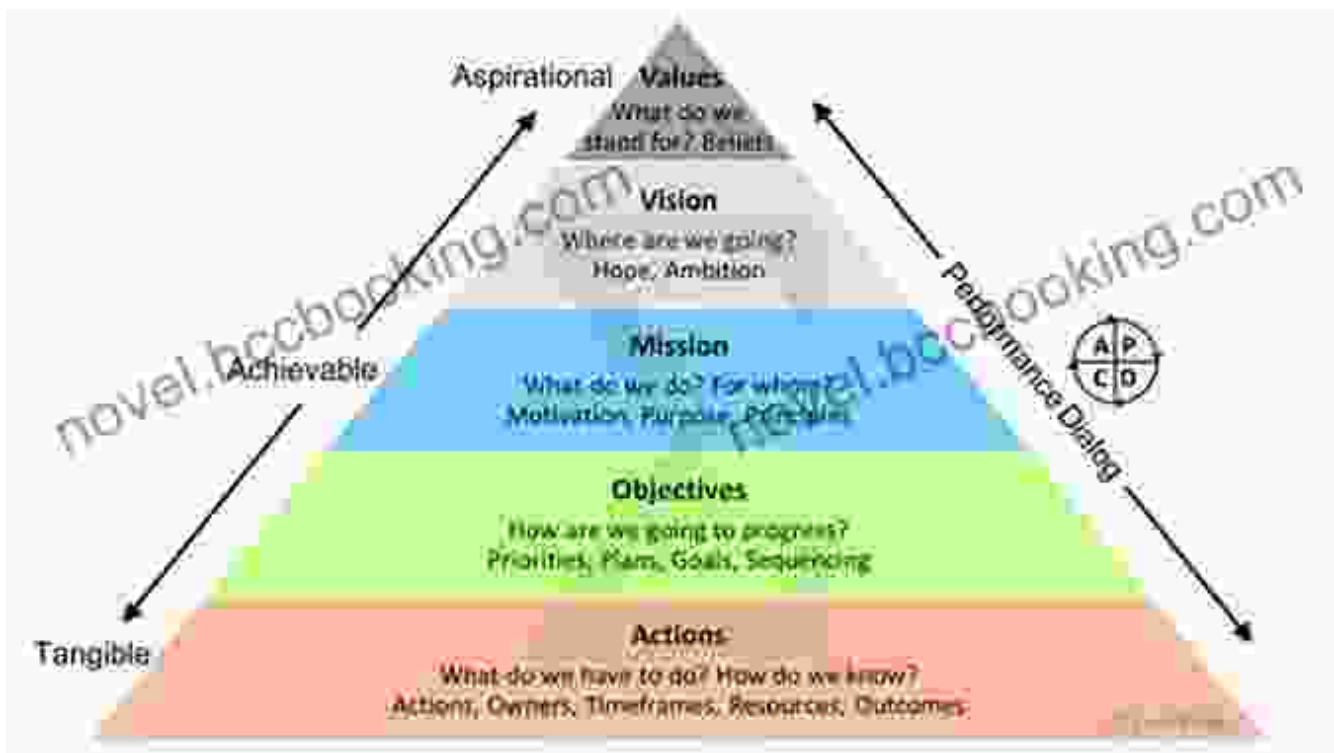 Aspirational
Values
What do we
stand for? Beliefs
Vision
Where are we going?
Hope, Ambition
Achievable
Mission
What do we do? For whom?
Motivation, Purpose, Principles
Performance Dialog
A P
C D
Objectives
How are we going to progress?
Priorities, Plans, Goals, Sequencing
Tangible
Actions
What do we have to do? How do we know?
Actions, Owners, Timeframes, Resources, Outcomes
novel.bccbooking.com
novel.bccbooking.com